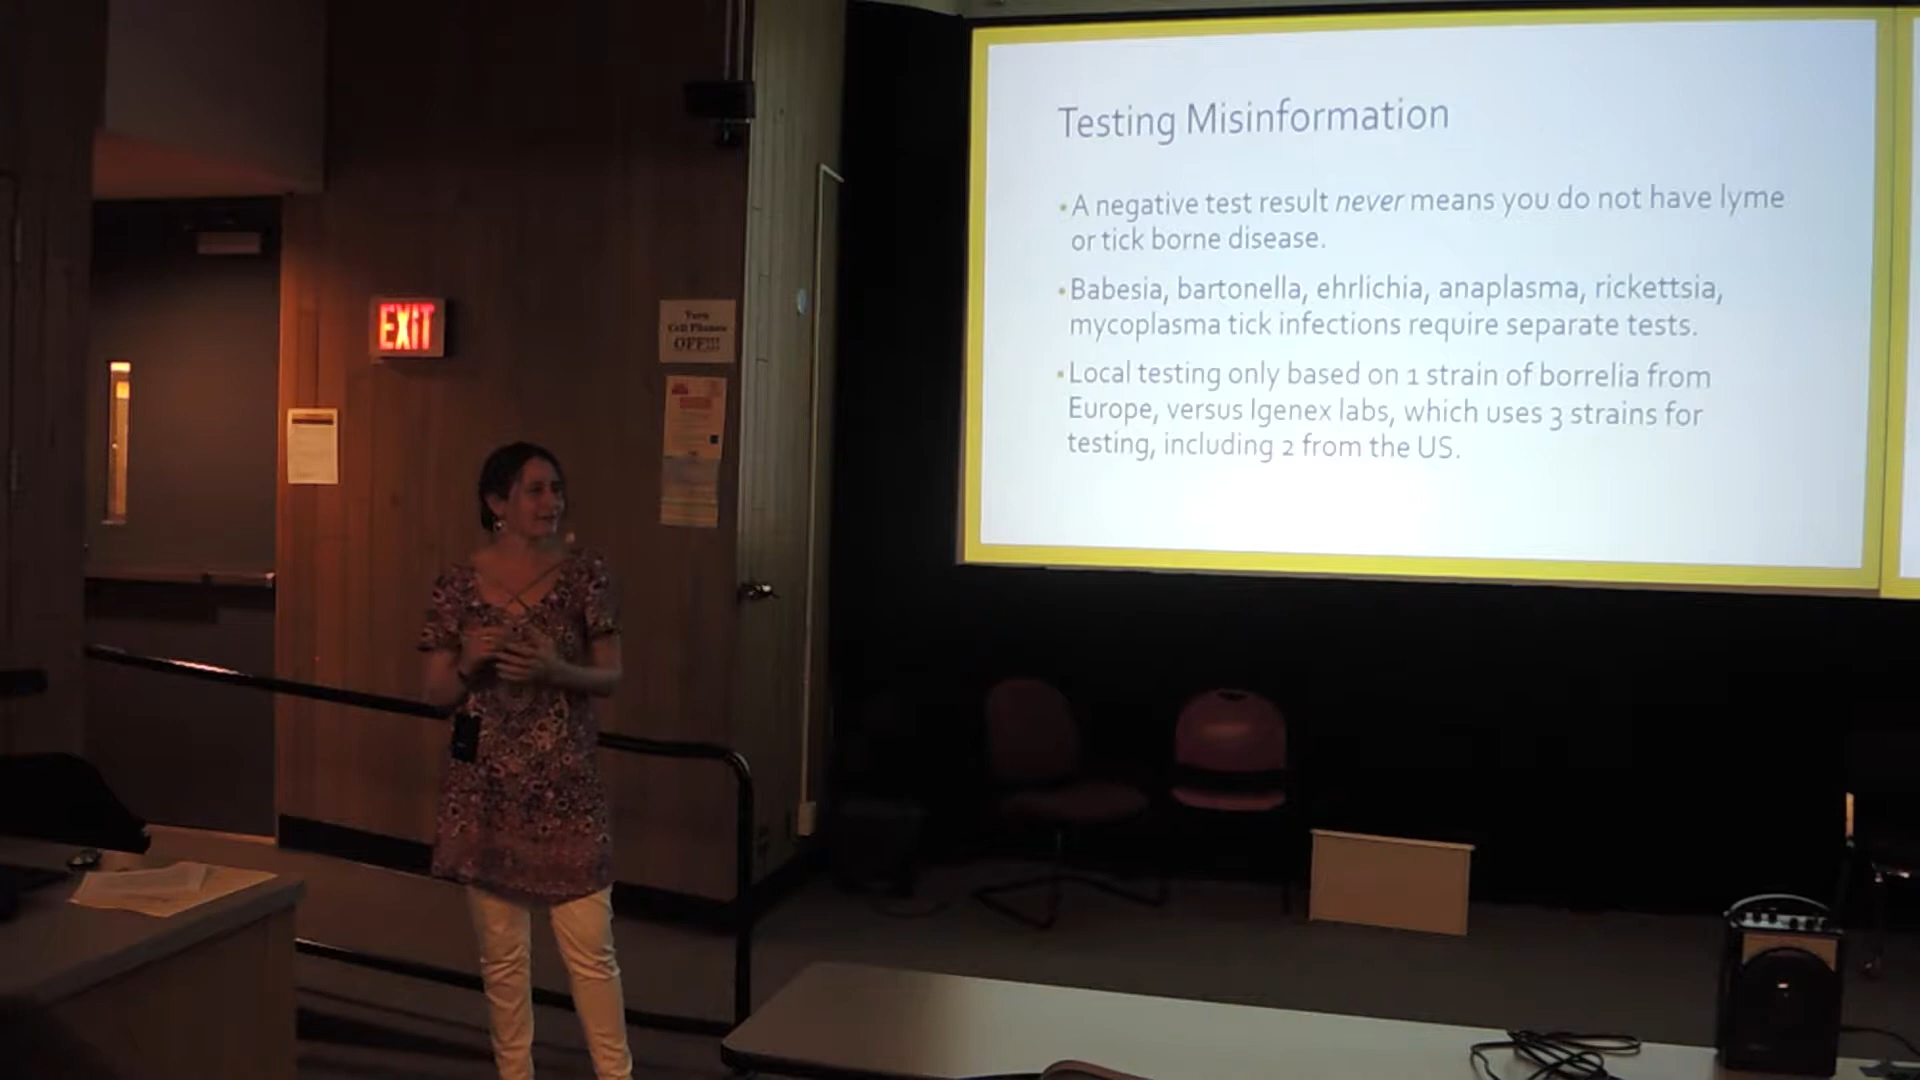 Testing Misinformation
•A negative test result never means you do not have lyme
or tick borne disease.
•Babesia, bartonella, ehrlichia, anaplasma, rickettsia,
mycoplasma tick infections require separate tests.
•Local testing only based on 1 strain of borrelia from
Europe, versus Igenex labs, which uses 3 strains for
testing, including 2 from the US.
EXIT
Turn
Cell Phones
OFF!!!